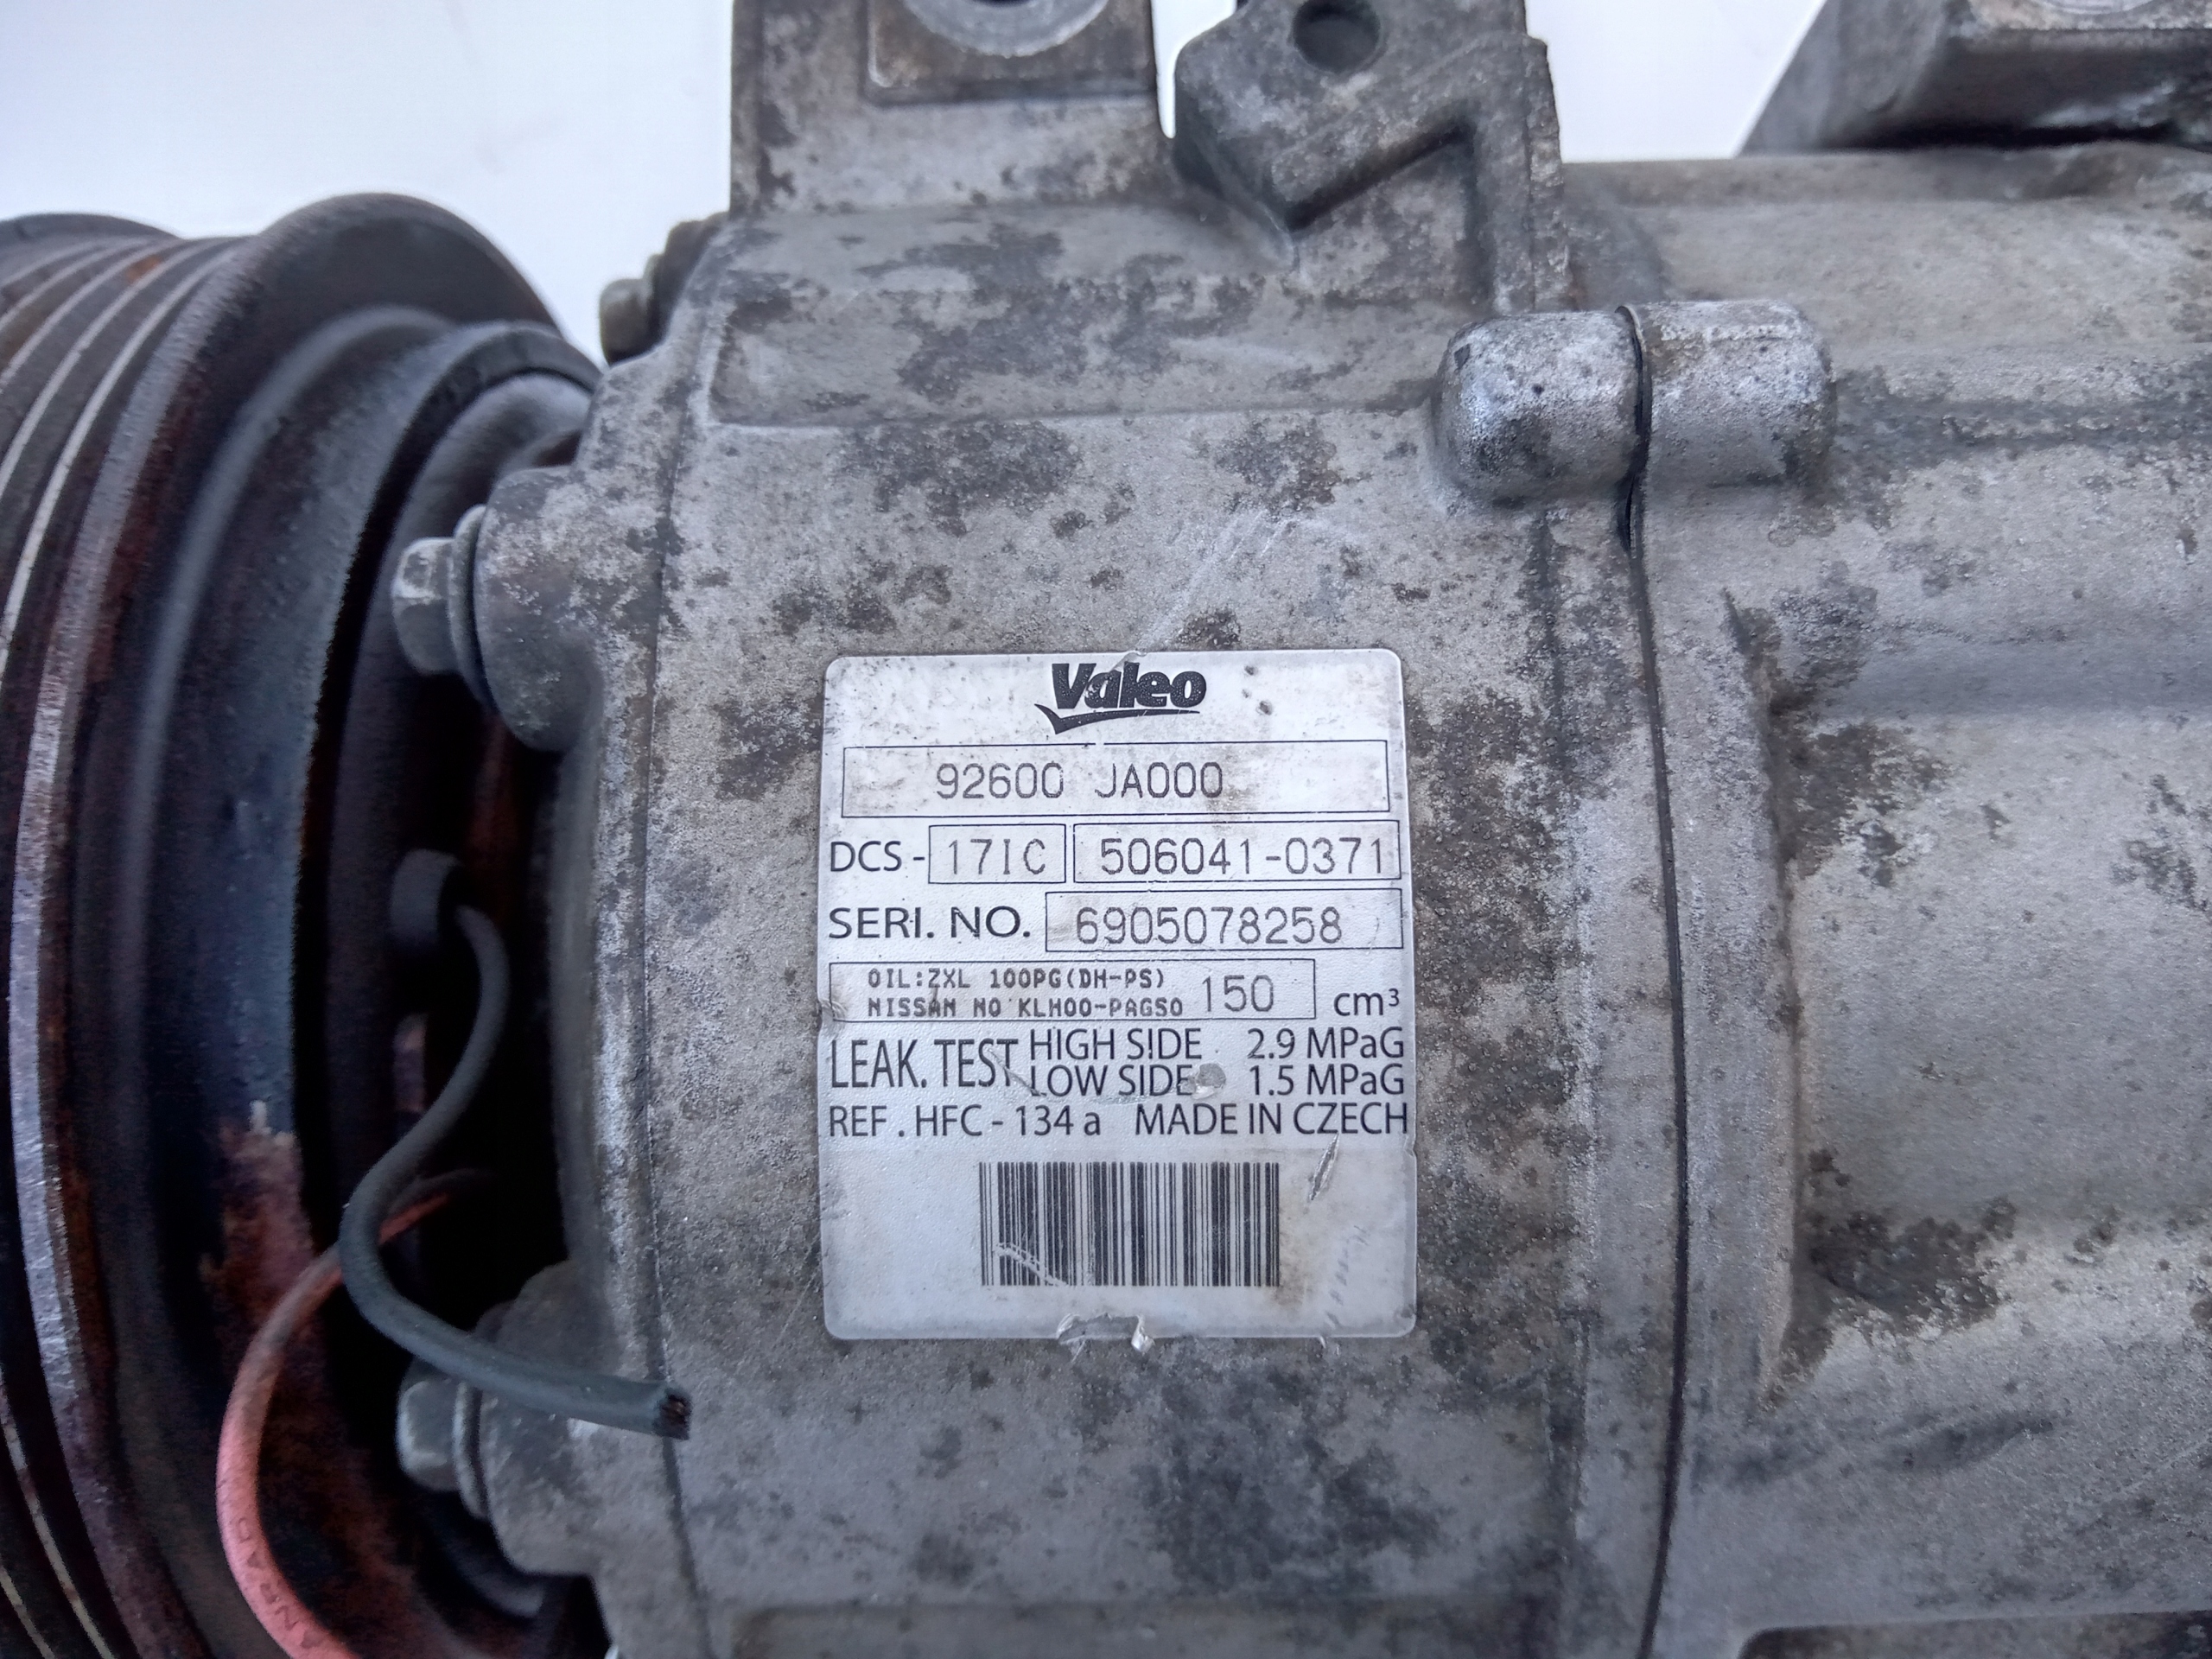 Valeo
92600 JA000
DCS - 17IC 506041-0371
SERI. NO. 6905078258
OIL:ZXL 100PG(DH-PS)
NISSAN NO KLH00-PAGS0 150 cm³
LEAK. TEST HIGH SIDE 2.9 MPaG
LOW SIDE 1.5 MPaG
REF . HFC - 134 a MADE IN CZECH